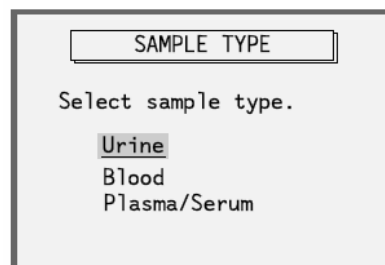 SAMPLE TYPE
Select sample type.
Urine
Blood
Plasma/Serum